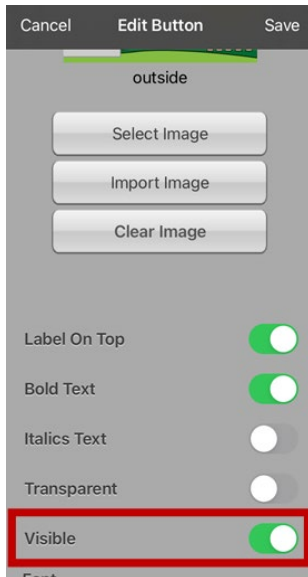 Cancel Edit Button Save
outside
Select Image
Import Image
Clear Image
Label On Top
Bold Text
Italics Text
Transparent
Visible
Font